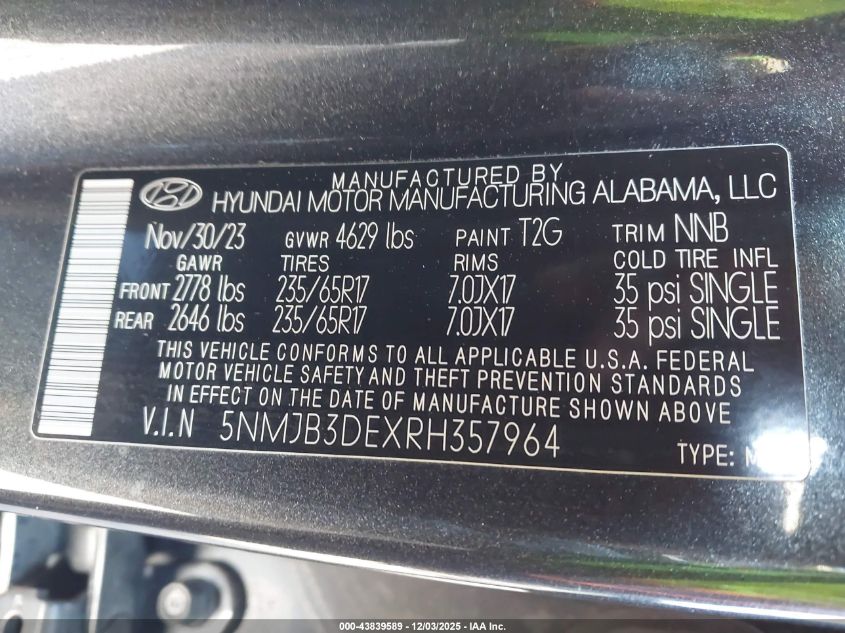 MANUFACTURED BY
HYUNDAI MOTOR MANUFACTURING ALABAMA, LLC
Nov/30/23 GVWR 4629 lbs PAINT T2G TRIM NNB
GAWR TIRES RIMS COLD TIRE INFL
FRONT 2778 lbs 235/65R17 7.0JX17 35 psi SINGLE
REAR 2646 lbs 235/65R17 7.0JX17 35 psi SINGLE
THIS VEHICLE CONFORMS TO ALL APPLICABLE U.S.A. FEDERAL
MOTOR VEHICLE SAFETY AND THEFT PREVENTION STANDARDS
IN EFFECT ON THE DATE OF MANUFACTURE SHOWN ABOVE
V.I.N 5NMJB3DEXRH357964
TYPE:
000-43839589 - 12/03/2025 - IAA Inc.